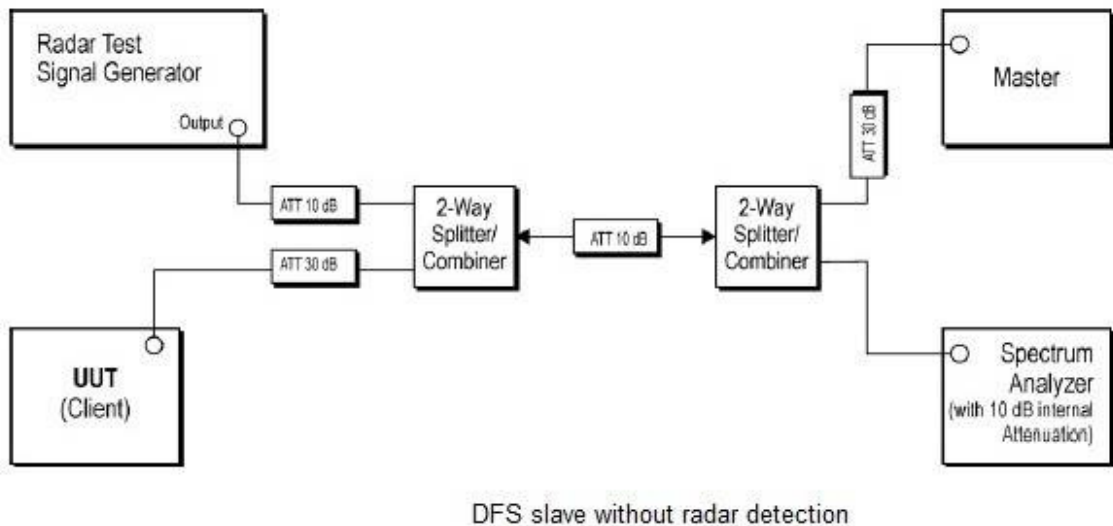 Radar Test
Signal Generator
Output
ATT 10 dB
ATT 30 dB
UUT
(Client)
2-Way
Splitter/
Combiner
ATT 10 dB
2-Way
Splitter/
Combiner
ATT 30 dB
Master
Spectrum
Analyzer
(with 10 dB internal
Attenuation)
DFS slave without radar detection